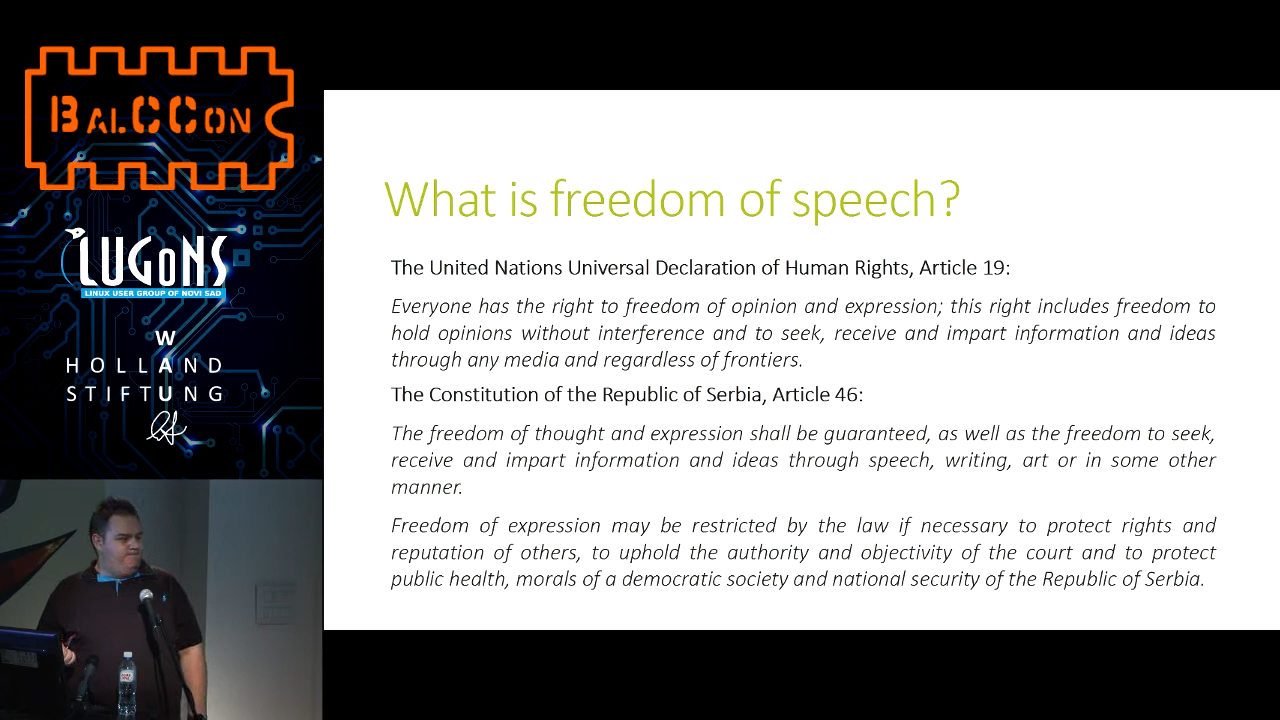 BALCCON
LUGoNS
LINUX USER GROUP OF NOVI SAD
W
HOLLAND
STIFTUNG
What is freedom of speech?
The United Nations Universal Declaration of Human Rights, Article 19:
Everyone has the right to freedom of opinion and expression; this right includes freedom to
hold opinions without interference and to seek, receive and impart information and ideas
through any media and regardless of frontiers.
The Constitution of the Republic of Serbia, Article 46:
The freedom of thought and expression shall be guaranteed, as well as the freedom to seek,
receive and impart information and ideas through speech, writing, art or in some other
manner.
Freedom of expression may be restricted by the law if necessary to protect rights and
reputation of others, to uphold the authority and objectivity of the court and to protect
public health, morals of a democratic society and national security of the Republic of Serbia.